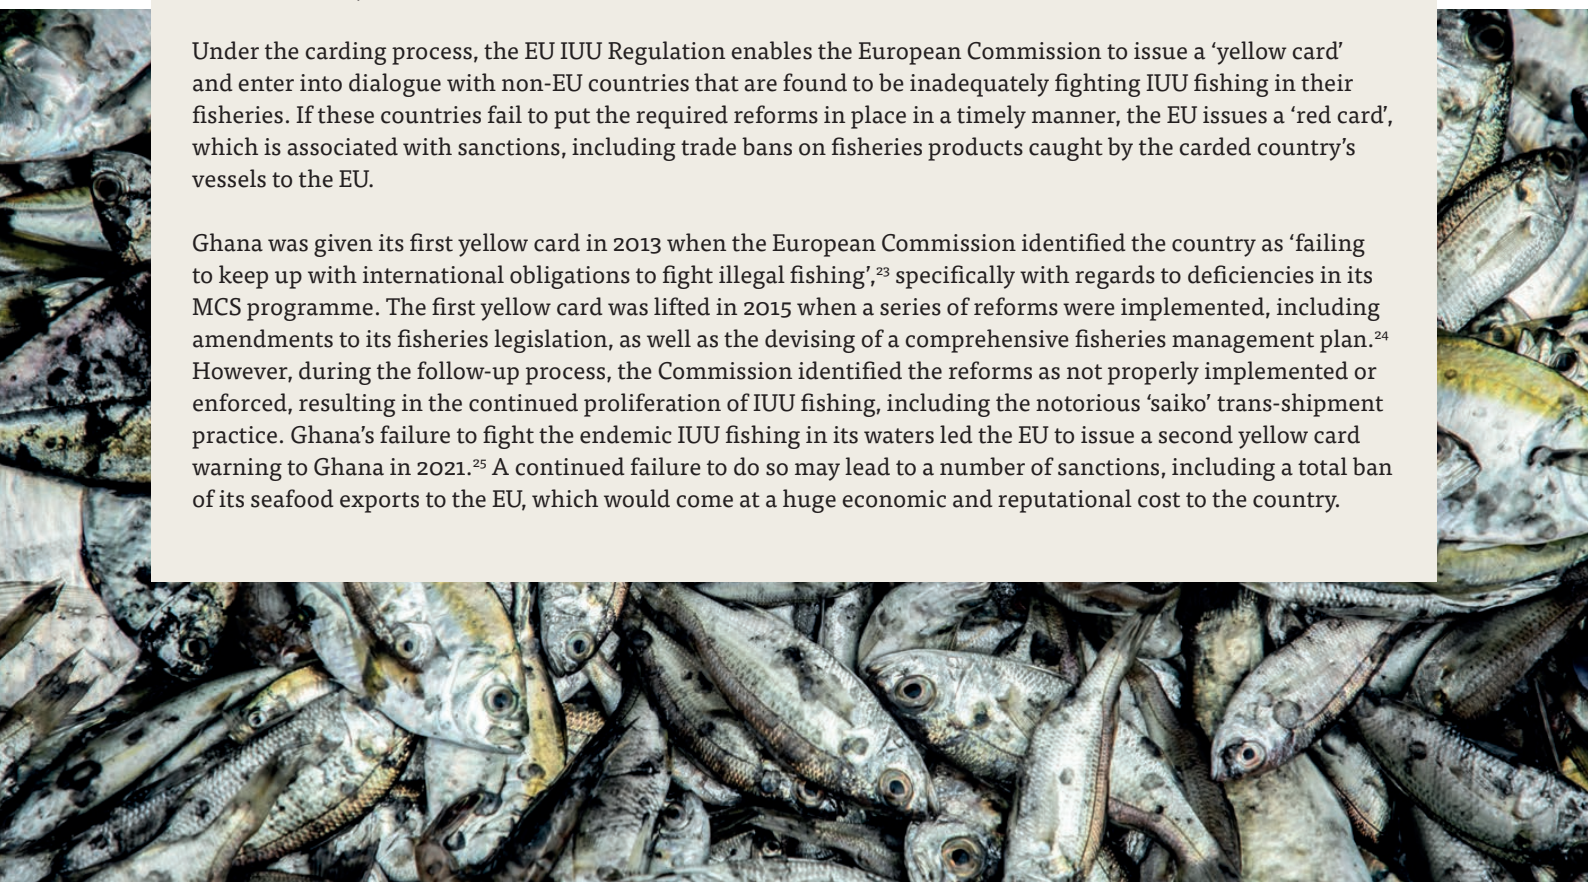 Under the carding process, the EU IUU Regulation enables the European Commission to issue a ‘yellow card’
and enter into dialogue with non-EU countries that are found to be inadequately fighting IUU fishing in their
fisheries. If these countries fail to put the required reforms in place in a timely manner, the EU issues a ‘red card’,
which is associated with sanctions, including trade bans on fisheries products caught by the carded country’s
vessels to the EU.
Ghana was given its first yellow card in 2013 when the European Commission identified the country as ‘failing
to keep up with international obligations to fight illegal fishing’,²³ specifically with regards to deficiencies in its
MCS programme. The first yellow card was lifted in 2015 when a series of reforms were implemented, including
amendments to its fisheries legislation, as well as the devising of a comprehensive fisheries management plan.²⁴
However, during the follow-up process, the Commission identified the reforms as not properly implemented or
enforced, resulting in the continued proliferation of IUU fishing, including the notorious ‘saiko’ trans-shipment
practice. Ghana’s failure to fight the endemic IUU fishing in its waters led the EU to issue a second yellow card
warning to Ghana in 2021.²⁵ A continued failure to do so may lead to a number of sanctions, including a total ban
of its seafood exports to the EU, which would come at a huge economic and reputational cost to the country.